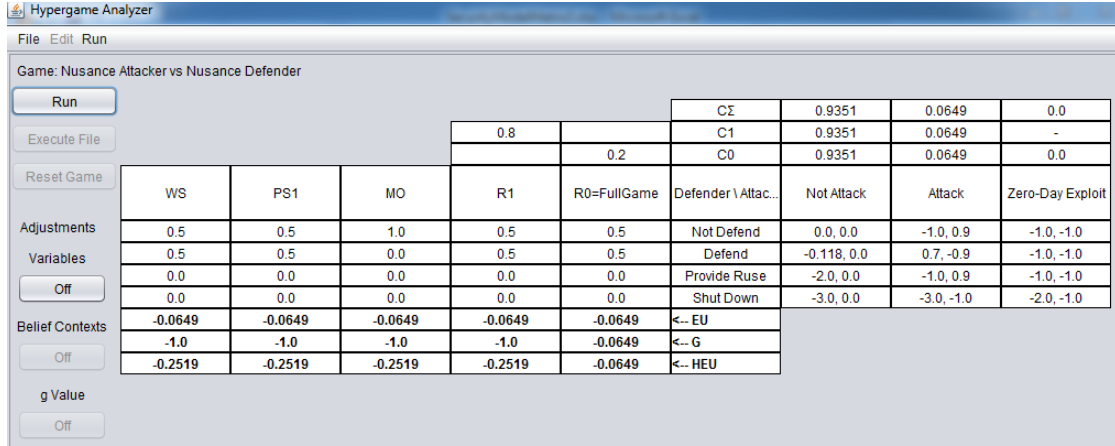 Hypergame Analyzer
File Edit Run
Game: Nusance Attacker vs Nusance Defender
Run
CΣ 0.9351 0.0649 0.0
Execute File
0.8 C1 0.9351 0.0649 -
0.2 C0 0.9351 0.0649 0.0
Reset Game
WS PS1 MO R1 R0=FullGame Defender \ Attac... Not Attack Attack Zero-Day Exploit
Adjustments
0.5 0.5 1.0 0.5 0.5 Not Defend 0.0, 0.0 -1.0, 0.9 -1.0, -1.0
Variables
0.5 0.5 0.0 0.5 0.5 Defend -0.118, 0.0 0.7, -0.9 -1.0, -1.0
Off
0.0 0.0 0.0 0.0 0.0 Provide Ruse -2.0, 0.0 -1.0, 0.9 -1.0, -1.0
0.0 0.0 0.0 0.0 0.0 Shut Down -3.0, 0.0 -3.0, -1.0 -2.0, -1.0
Belief Contexts
-0.0649 -0.0649 -0.0649 -0.0649 -0.0649 <-- EU
Off
-1.0 -1.0 -1.0 -1.0 -0.0649 <-- G
-0.2519 -0.2519 -0.2519 -0.2519 -0.0649 <-- HEU
g Value
Off